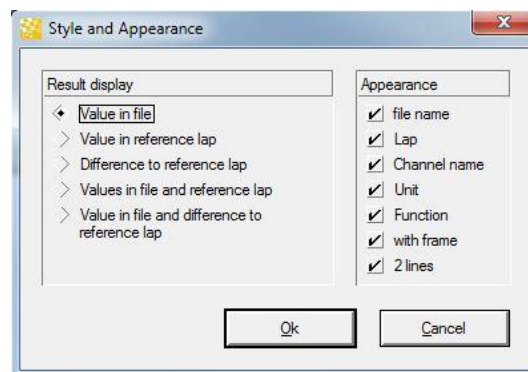 Style and Appearance
Result display
Value in file
Value in reference lap
Difference to reference lap
Values in file and reference lap
Value in file and difference to
reference lap
Appearance
file name
Lap
Channel name
Unit
Function
with frame
2 lines
Ok
Cancel